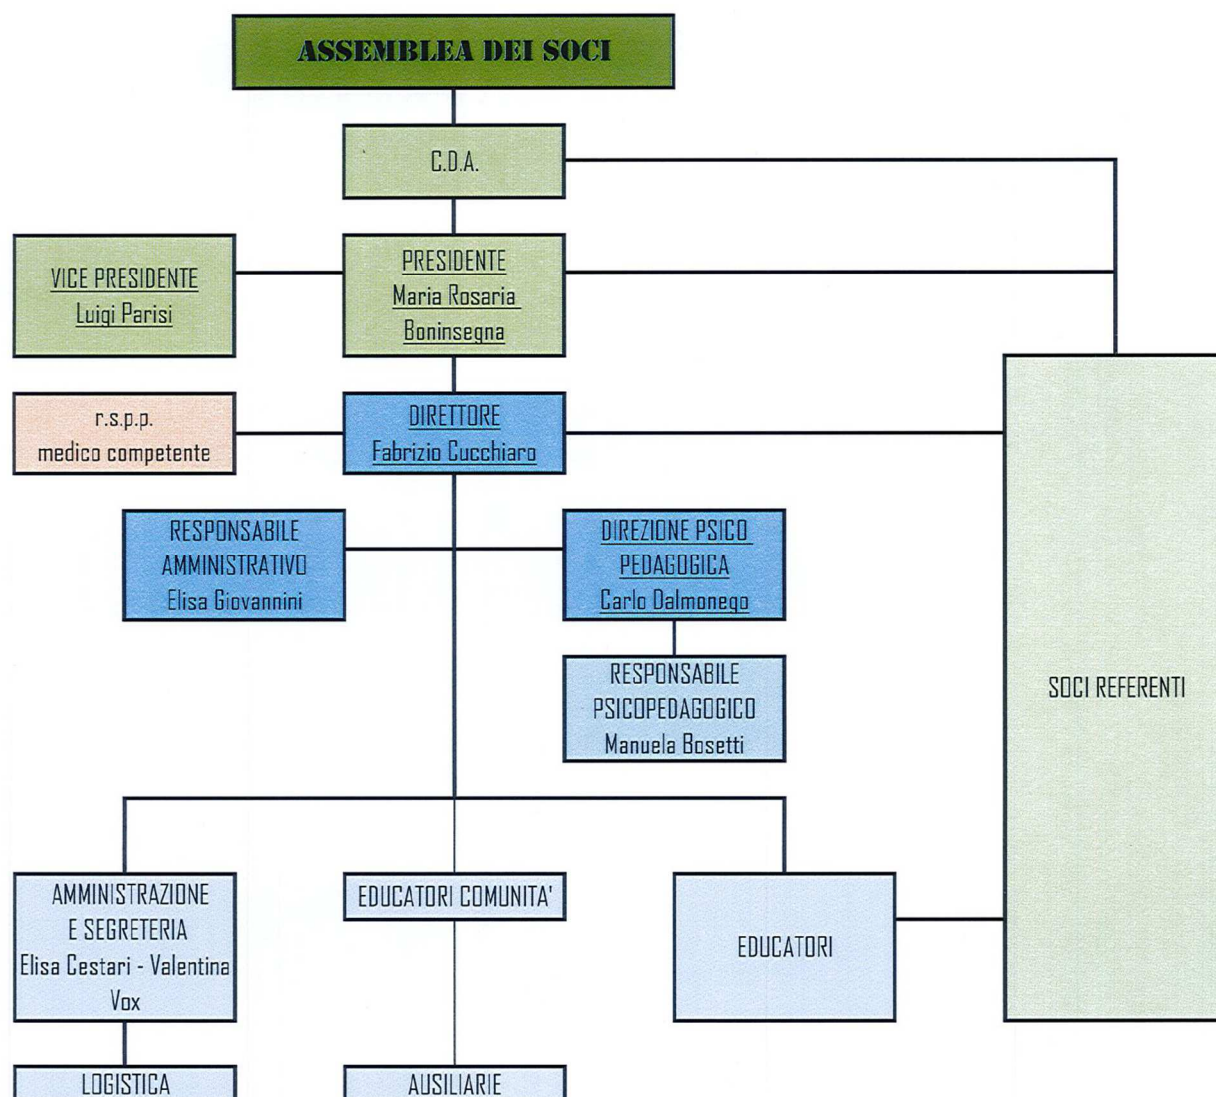 ASSEMBLEA DEI SOCI
C.D.A.
VICE PRESIDENTE
Luigi Parisi
PRESIDENTE
Maria Rosaria
Boninsegna
r.s.p.p.
medico competente
DIRETTORE
Fabrizio Cucchiaro
RESPONSABILE
AMMINISTRATIVO
Elisa Giovannini
DIREZIONE PSICO
PEDAGOGICA
Carlo Dalmonego
RESPONSABILE
PSICOPEDAGOGICO
Manuela Bosetti
SOCI REFERENTI
AMMINISTRAZIONE
E SEGRETERIA
Elisa Cestari - Valentina
Vox
EDUCATORI COMUNITA'
EDUCATORI
LOGISTICA
AUSILIARIE